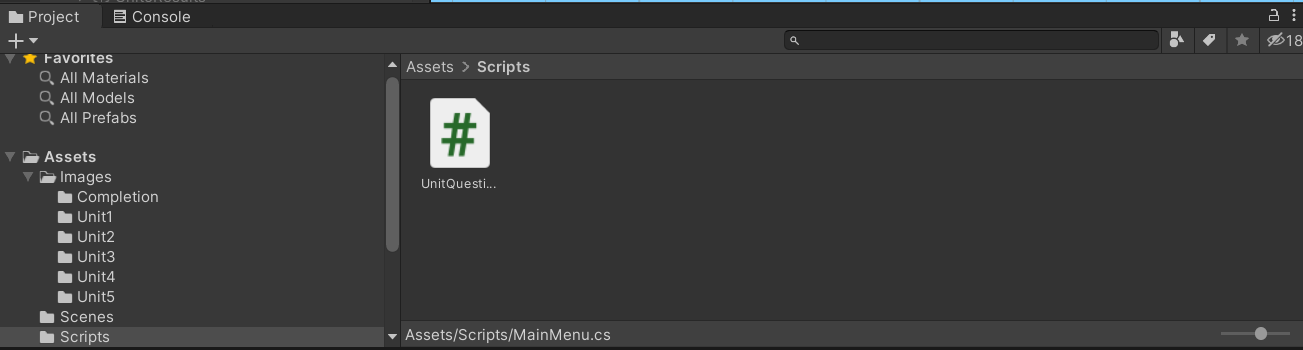 Project
Console
18
Favorites
All Materials
All Models
All Prefabs
Assets
Images
Completion
Unit1
Unit2
Unit3
Unit4
Unit5
Scenes
Scripts
Assets > Scripts
#
UnitQuesti...
Assets/Scripts/MainMenu.cs